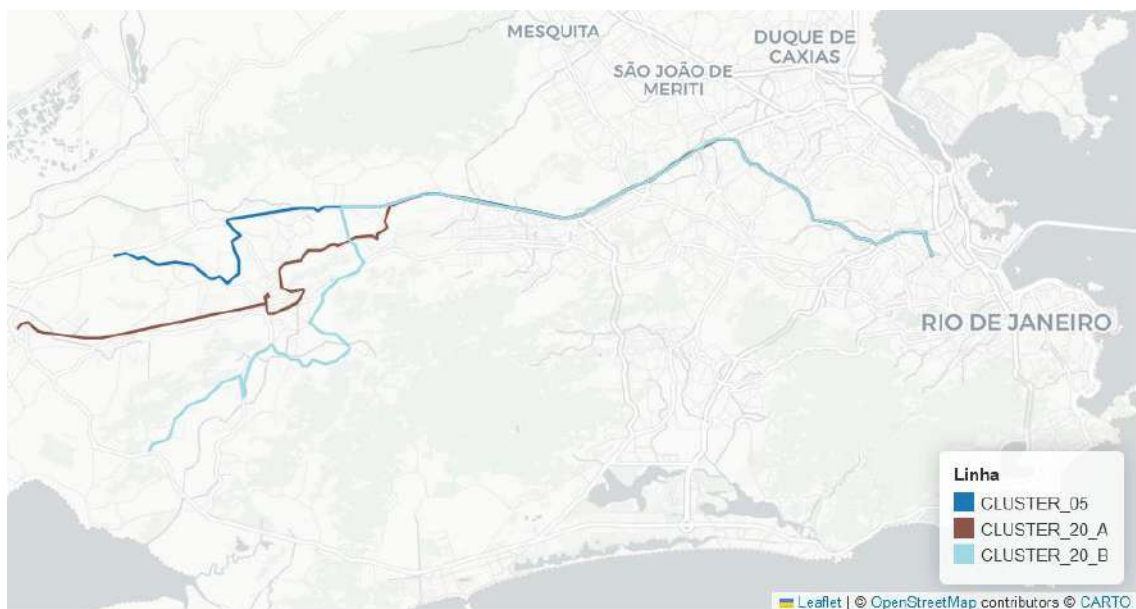 MESQUITA
DUQUE DE
CAXIAS
SÃO JOÃO DE
MERITI
RIO DE JANEIRO
Linha
CLUSTER_05
CLUSTER_20_A
CLUSTER_20_B
Leaflet | © OpenStreetMap contributors © CARTO